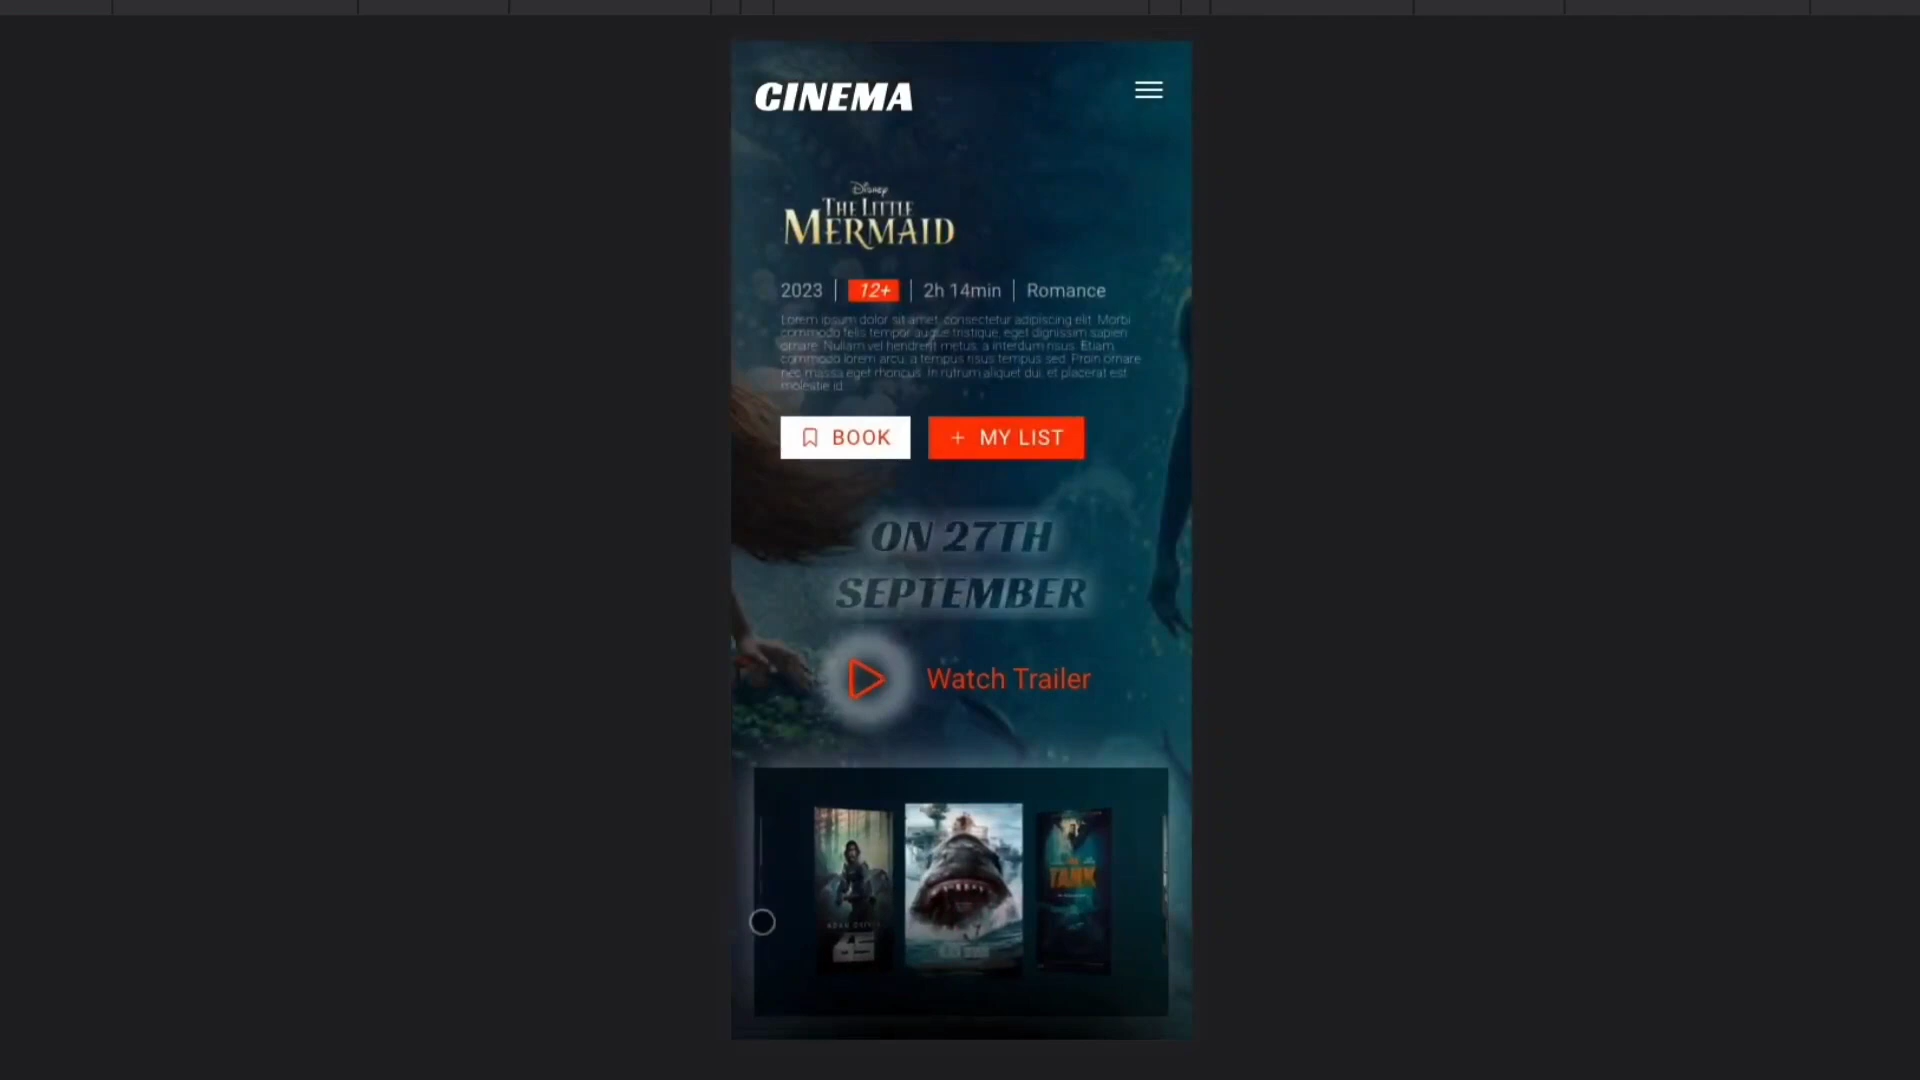 CINEMA
Disney
THE LITTLE
MERMAID
2023 | 12+ | 2h 14min | Romance
Lorem ipsum dolor sit amet, consectetur adipiscing elit. Morbi
commodo felis tempor augue tristique, eget dignissim sapien
ornare. Nullam vel hendrerit metus, a interdum risus. Etiam
commodo lorem arcu, a tempus risus tempus sed. Proin ornare
nec massa eget rhoncus. In rutrum aliquet dui, et placerat est
molestie id.
BOOK
+ MY LIST
ON 27TH
SEPTEMBER
Watch Trailer
65
TANK